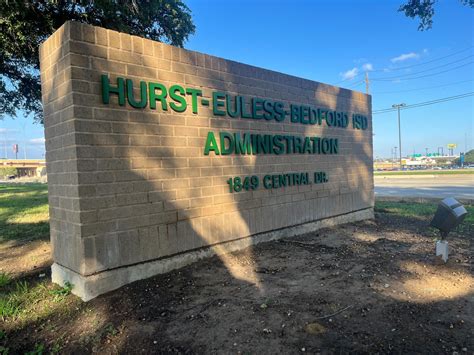 HURST-EULESS-BEDFORD ISD
ADMINISTRATION
1849 CENTRAL DR.